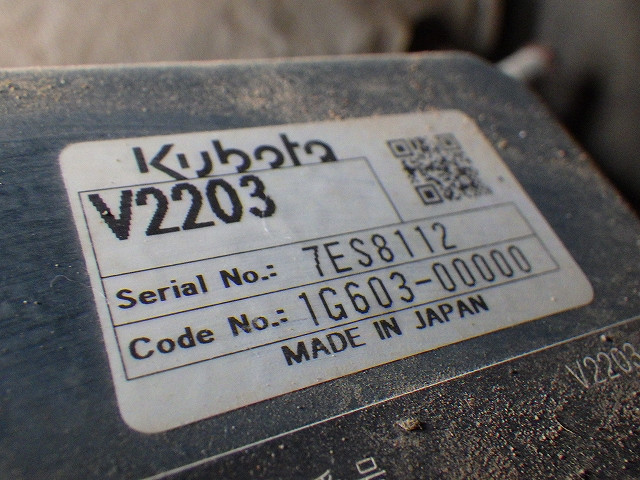 Kubota
V2203
Serial No.: 7ES8112
Code No.: 1G603-00000
MADE IN JAPAN
V2203